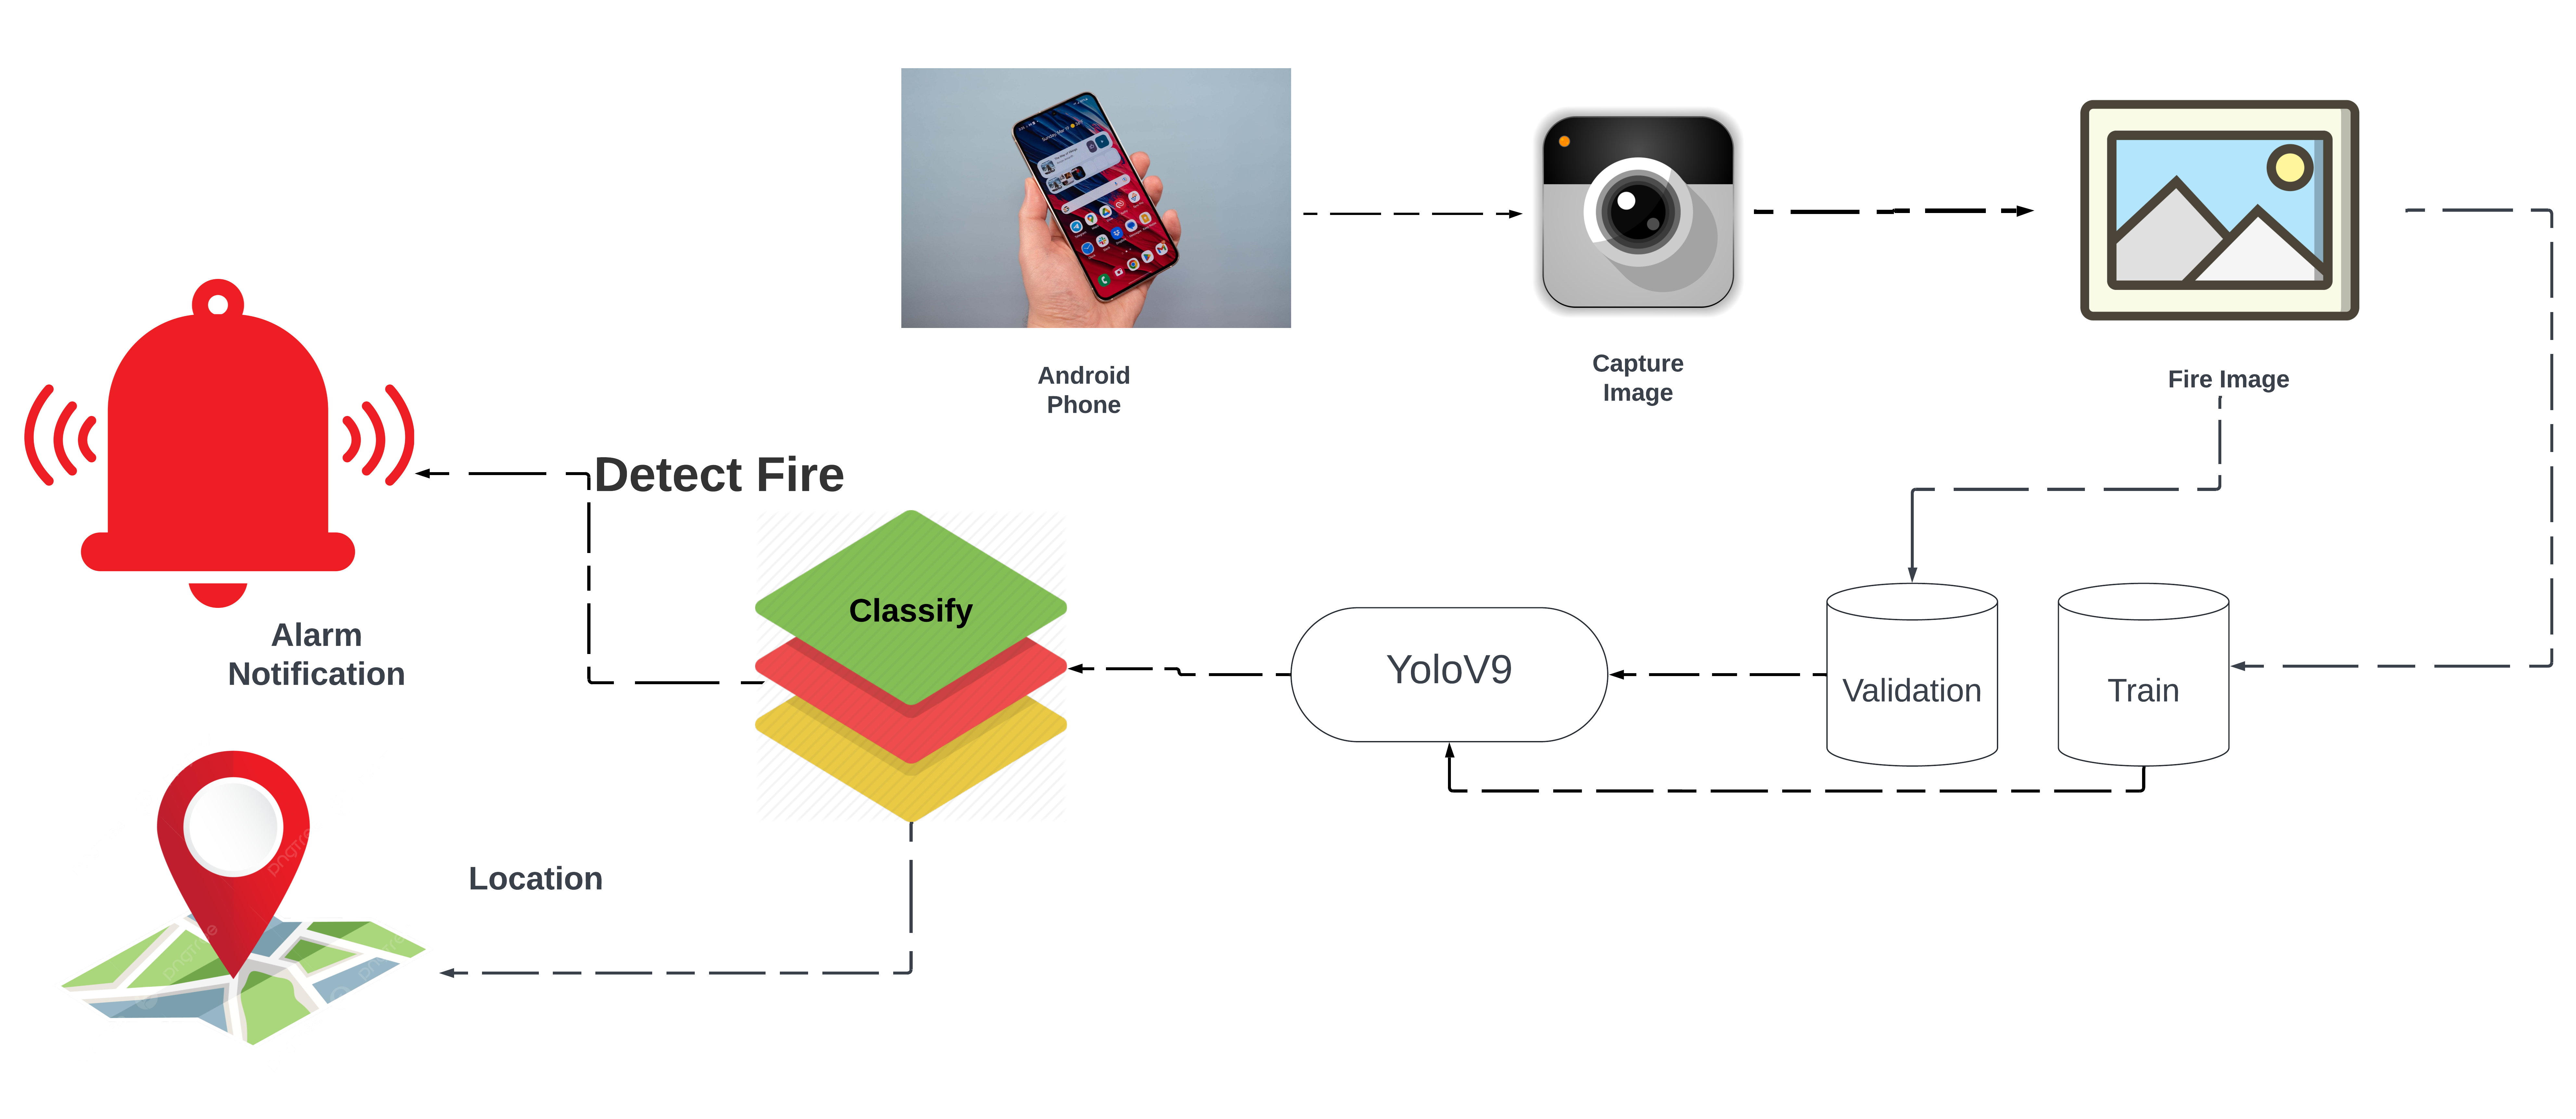 Android
Phone
Capture
Image
Fire Image
Detect Fire
Classify
YoloV9
Validation
Train
Alarm
Notification
Location